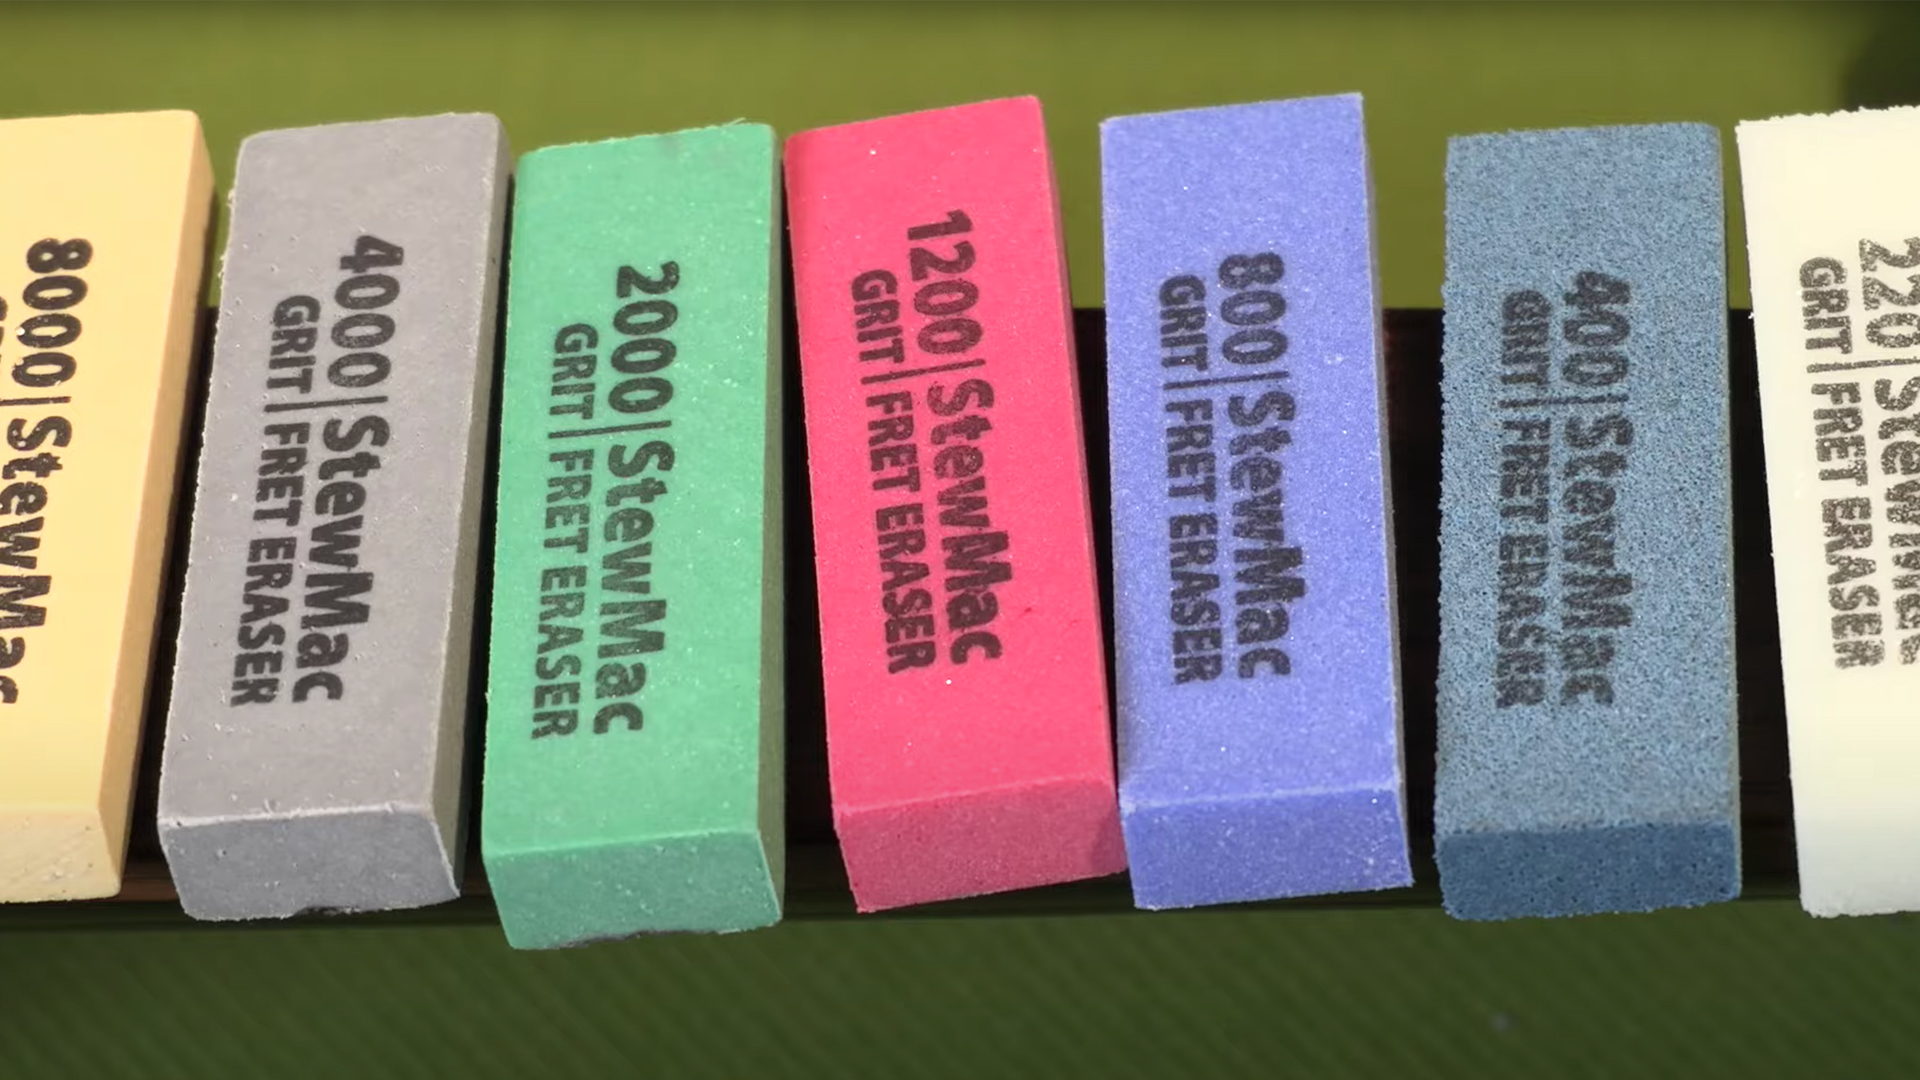 8000 | StewMac
4000 | StewMac
GRIT | FRET ERASER
2000 | StewMac
GRIT | FRET ERASER
1200 | StewMac
GRIT | FRET ERASER
800 | StewMac
GRIT | FRET ERASER
400 | StewMac
GRIT | FRET ERASER
220 | StewMac
GRIT | FRET ERASER